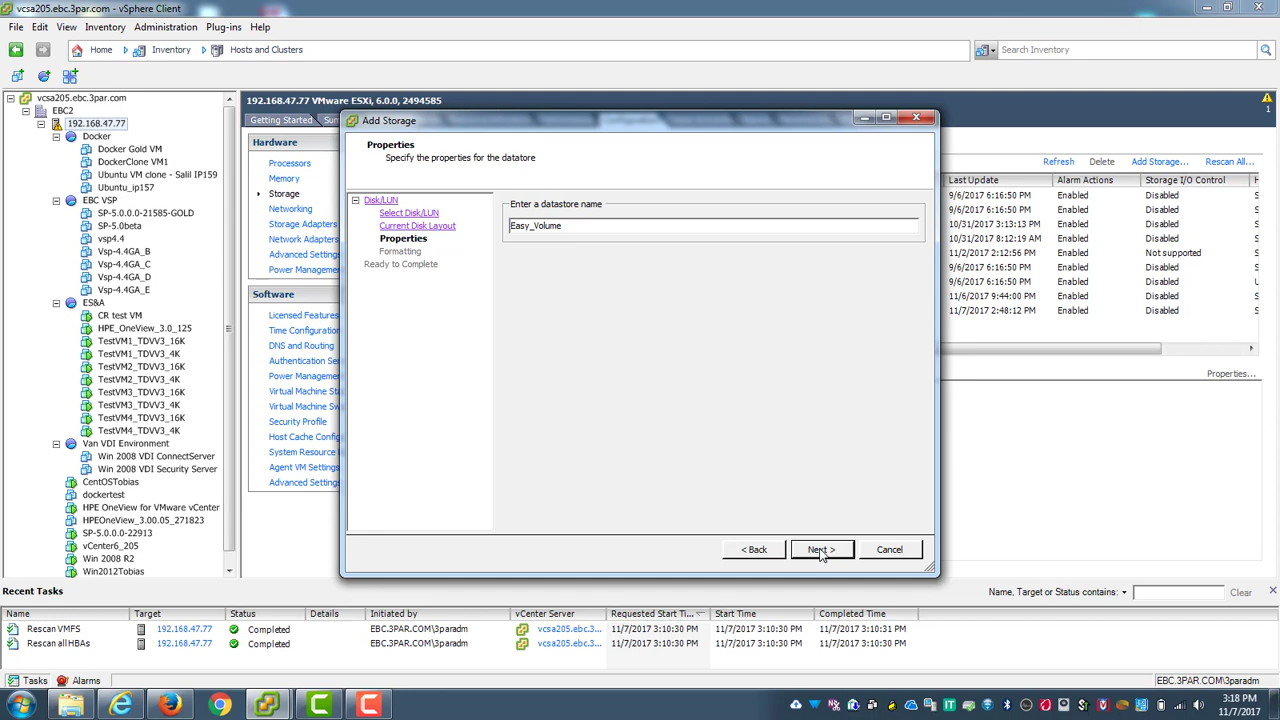 vcsa205.ebc.3par.com - vSphere Client
File Edit View Inventory Administration Plug-ins Help
Home Inventory Hosts and Clusters
Search Inventory
vcsa205.ebc.3par.com
EBC2
192.168.47.77
Docker
Docker Gold VM
DockerClone VM1
Ubuntu VM clone - Salil IP159
Ubuntu_ip157
EBC VSP
SP-5.0.0.0-21585-GOLD
SP-5.0beta
vsp4.4
Vsp-4.4GA_B
Vsp-4.4GA_C
Vsp-4.4GA_D
Vsp-4.4GA_E
ES&A
CR test VM
HPE_OneView_3.0_125
TestVM1_TDVV3_16K
TestVM1_TDVV3_4K
TestVM2_TDVV3_16K
TestVM2_TDVV3_4K
TestVM3_TDVV3_16K
TestVM3_TDVV3_4K
TestVM4_TDVV3_16K
TestVM4_TDVV3_4K
Van VDI Environment
Win 2008 VDI ConnectServer
Win 2008 VDI Security Server
CentOSTobias
dockertest
HPE OneView for VMware vCenter
HPEOneView_3.00.05_271823
SP-5.0.0.0-22913
vCenter6_205
Win 2008 R2
Win2012Tobias
192.168.47.77 VMware ESXi, 6.0.0, 2494585
Getting Started
Hardware
Processors
Memory
Storage
Networking
Storage Adapters
Network Adapters
Advanced Settings
Power Manageme
Software
Licensed Features
Time Configuration
DNS and Routing
Authentication Se
Power Manageme
Virtual Machine Sta
Virtual Machine Sw
Security Profile
Host Cache Config
System Resource
Agent VM Settings
Advanced Settings
Add Storage
Properties
Specify the properties for the datatore
Disk/LUN
Select Disk/LUN
Current Disk Layout
Properties
Formatting
Ready to Complete
Enter a datastore name
Easy_Volume
< Back Next > Cancel
Refresh Delete Add Storage... Rescan All...
Last Update Alarm Actions Storage I/O Control
9/6/2017 6:16:50 PM Enabled Disabled
9/6/2017 6:16:50 PM Enabled Disabled
10/31/2017 3:13:13 PM Enabled Disabled
10/31/2017 8:12:19 AM Enabled Disabled
11/2/2017 2:12:56 PM Enabled Not supported
9/6/2017 6:16:50 PM Enabled Disabled
9/6/2017 6:16:50 PM Enabled Disabled
11/6/2017 9:44:00 PM Enabled Disabled
11/7/2017 2:48:12 PM Enabled Disabled
Properties...
Recent Tasks
Name, Target or Status contains: Clear
Name Target Status Details Initiated by vCenter Server Requested Start Ti... Start Time Completed Time
Rescan VMFS 192.168.47.77 Completed EBC.3PAR.COM\3paradm vcsa205.ebc.3... 11/7/2017 3:10:30 PM 11/7/2017 3:10:30 PM 11/7/2017 3:10:31 PM
Rescan all HBAs 192.168.47.77 Completed EBC.3PAR.COM\3paradm vcsa205.ebc.3... 11/7/2017 3:10:30 PM 11/7/2017 3:10:30 PM 11/7/2017 3:10:30 PM
Tasks Alarms
EBC.3PAR.COM\3paradm
3:18 PM
11/7/2017